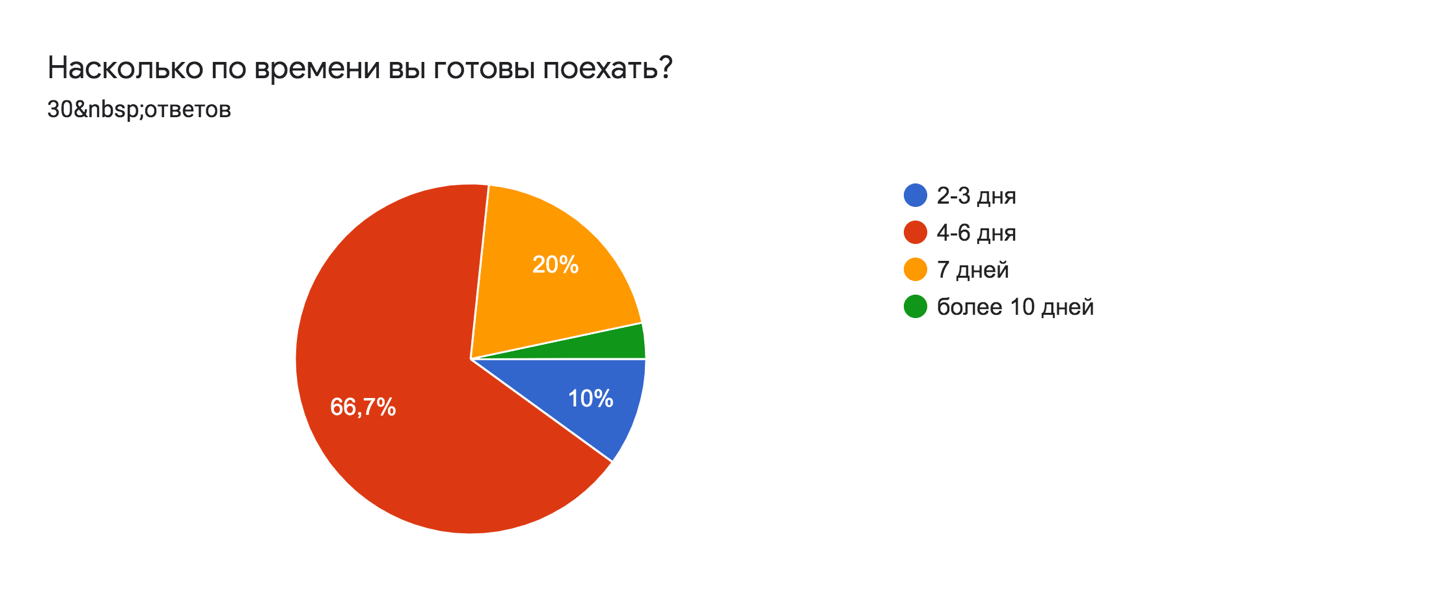 Насколько по времени вы готовы поехать?
30&nbsp;ответов
2-3 дня
4-6 дня
7 дней
более 10 дней
20%
10%
66,7%